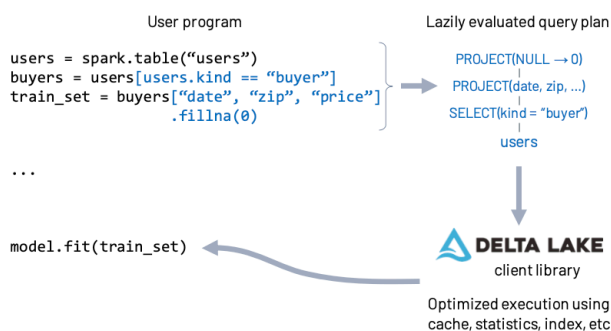 User program
users = spark.table(“users”)
buyers = users[users.kind == “buyer”]
train_set = buyers[“date”, “zip”, “price”]
.fillna(0)
...
model.fit(train_set)
Lazily evaluated query plan
PROJECT(NULL → 0)
PROJECT(date, zip, ...)
SELECT(kind = “buyer”)
users
DELTA LAKE
client library
Optimized execution using
cache, statistics, index, etc